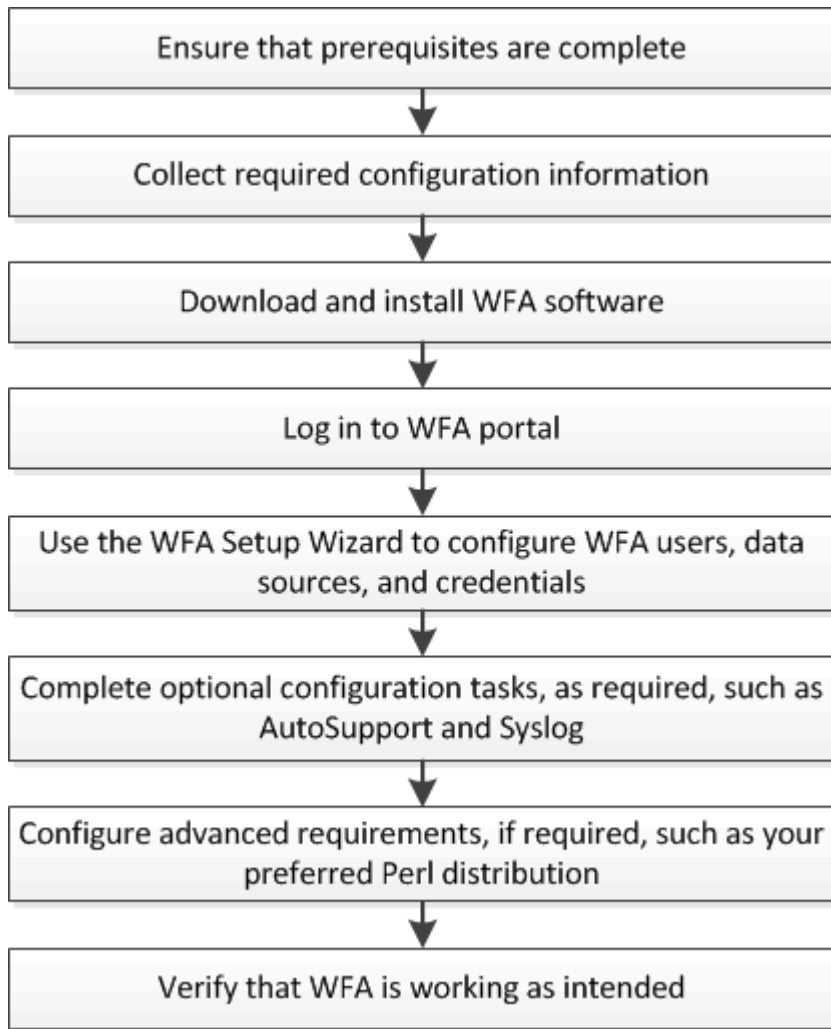 Ensure that prerequisites are complete
Collect required configuration information
Download and install WFA software
Log in to WFA portal
Use the WFA Setup Wizard to configure WFA users, data
sources, and credentials
Complete optional configuration tasks, as required, such as
AutoSupport and Syslog
Configure advanced requirements, if required, such as your
preferred Perl distribution
Verify that WFA is working as intended